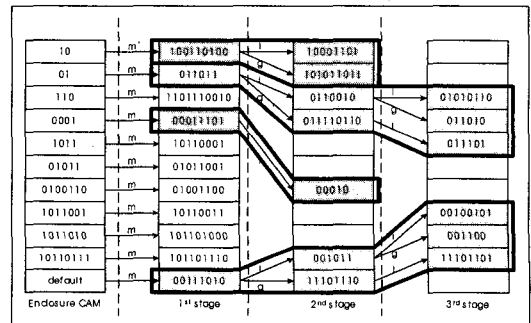 10 m' 100110100 l 10001101
g 101011011
01 m 011011 l 0110010 l 01010110
110 m 1101110010 g 01110110 g 011010
0001 m 00011101 011101
1011 m 10110001
01011 m 01011001
0100110 m 01001100 00010
1011001 m 10110011 00100101
1011010 m 101101000 001100
10110111 m 101101110 001011 l 11101101
default m 00111010 g 11101110 g
Enclosure CAM 1st stage 2nd stage 3rd stage